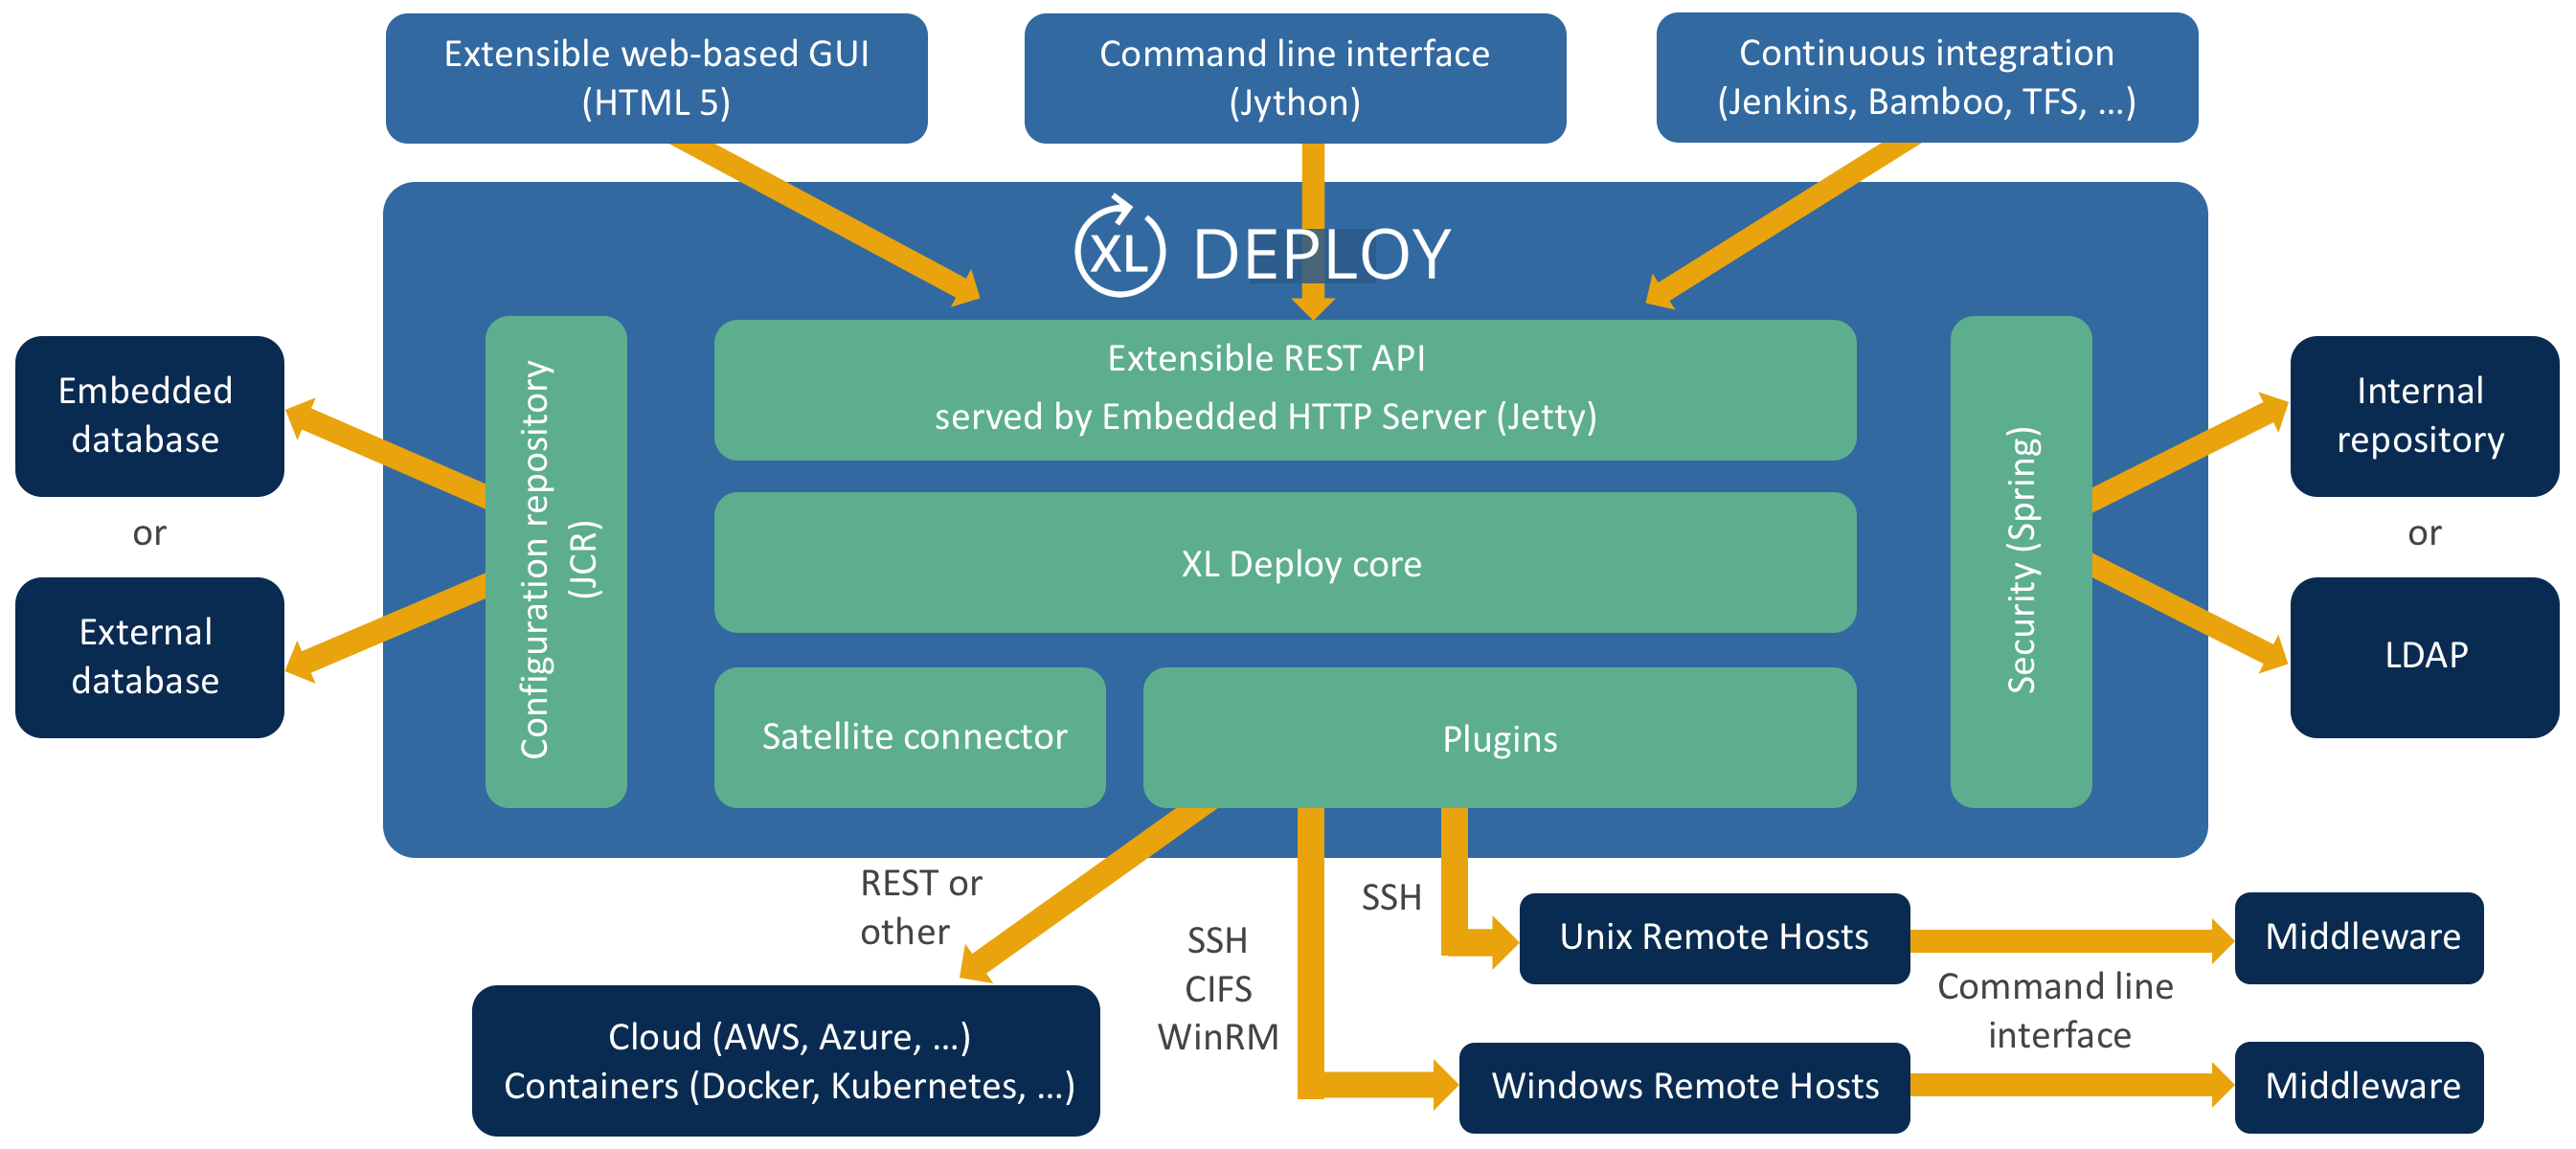 Extensible web-based GUI
(HTML 5)
Command line interface
(Jython)
Continuous integration
(Jenkins, Bamboo, TFS, ...)
XL DEPLOY
Embedded
database
or
External
database
Configuration repository
(JCR)
Extensible REST API
served by Embedded HTTP Server (Jetty)
XL Deploy core
Satellite connector
Plugins
Security (Spring)
Internal
repository
or
LDAP
REST or
other
SSH
CIFS
WinRM
SSH
Unix Remote Hosts
Middleware
Command line
interface
Cloud (AWS, Azure, ...)
Containers (Docker, Kubernetes, ...)
Windows Remote Hosts
Middleware